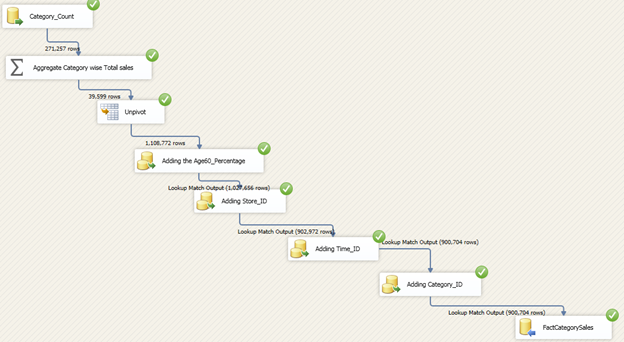 Category_Count
271,257 rows
Aggregate Category wise Total sales
39,599 rows
Unpivot
1,108,772 rows
Adding the Age60_Percentage
Lookup Match Output (1,027,656 rows)
Adding Store_ID
Lookup Match Output (902,972 rows)
Adding Time_ID
Lookup Match Output (900,704 rows)
Adding Category_ID
Lookup Match Output (900,704 rows)
FactCategorySales